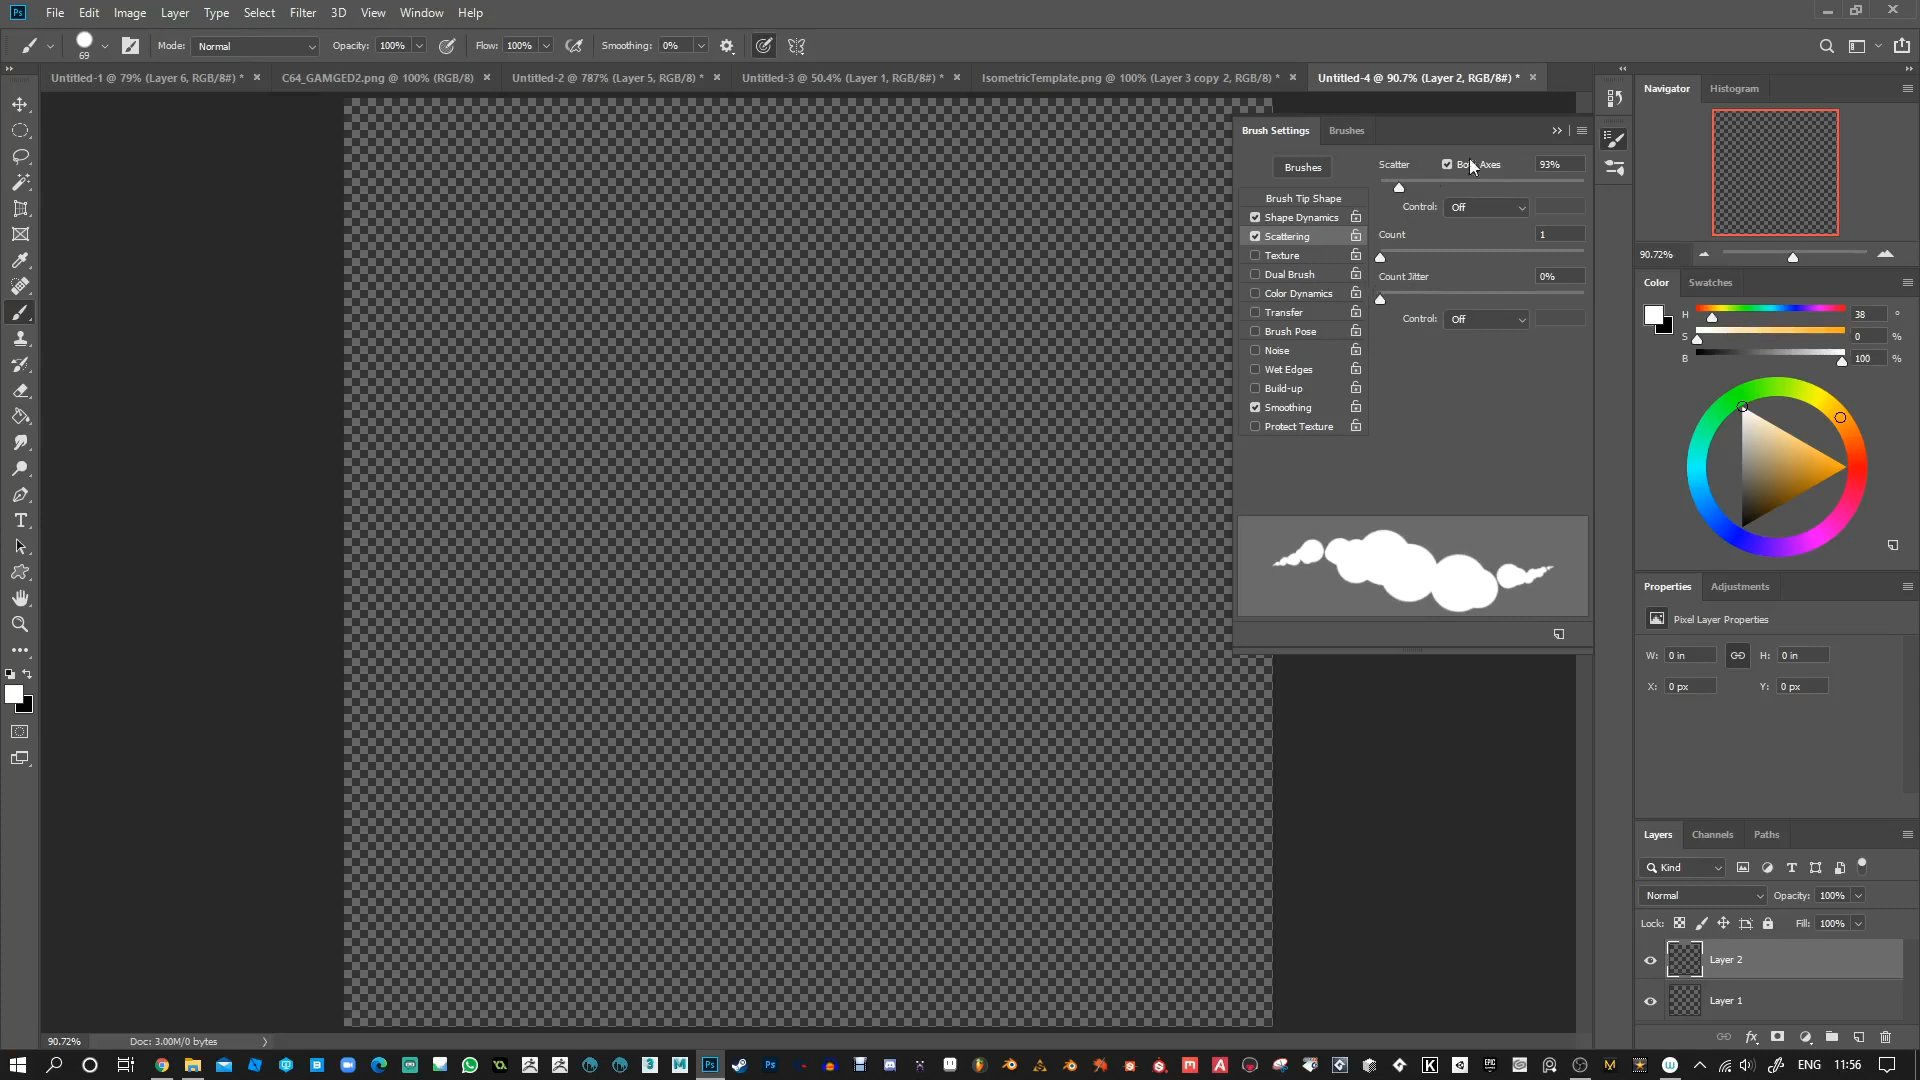 File Edit Image Layer Type Select Filter 3D View Window Help
69 Mode: Normal Opacity: 100% Flow: 100% Smoothing: 0%
Untitled-1 @ 79% (Layer 6, RGB/8#) * C64_GAMGED2.png @ 100% (RGB/8) Untitled-2 @ 787% (Layer 5, RGB/8) * Untitled-3 @ 50.4% (Layer 1, RGB/8#) * IsometricTemplate.png @ 100% (Layer 3 copy 2, RGB/8) * Untitled-4 @ 90.7% (Layer 2, RGB/8#) *
Brush Settings Brushes
Brushes
Brush Tip Shape
Shape Dynamics
Scattering
Texture
Dual Brush
Color Dynamics
Transfer
Brush Pose
Noise
Wet Edges
Build-up
Smoothing
Protect Texture
Scatter Axes 93%
Control: Off
Count 1
Count Jitter 0%
Control: Off
Navigator Histogram
90.72%
Color Swatches
H 38 °
S 0 %
B 100 %
Properties Adjustments
Pixel Layer Properties
W: 0 in H: 0 in
X: 0 px Y: 0 px
Layers Channels Paths
Kind
Normal Opacity: 100%
Lock: Fill: 100%
Layer 2
Layer 1
90.72% Doc: 3.00M/0 bytes
ENG 11:56